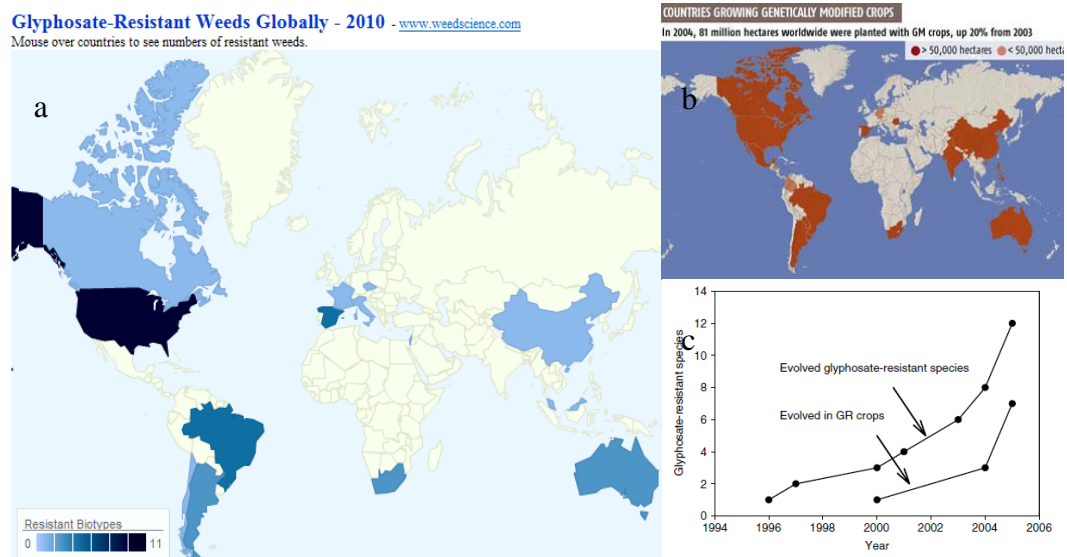 Glyphosate-Resistant Weeds Globally - 2010 - www.weedscience.com
Mouse over countries to see numbers of resistant weeds.
a
Resistant Biotypes
0 11
COUNTRIES GROWING GENETICALLY MODIFIED CROPS
In 2004, 81 million hectares worldwide were planted with GM crops, up 20% from 2003
> 50,000 hectares < 50,000 hecta
b
c
14
12
10
8
6
4
2
0
Glyphosate-resistant species
Evolved glyphosate-resistant species
Evolved in GR crops
1994 1996 1998 2000 2002 2004 2006
Year